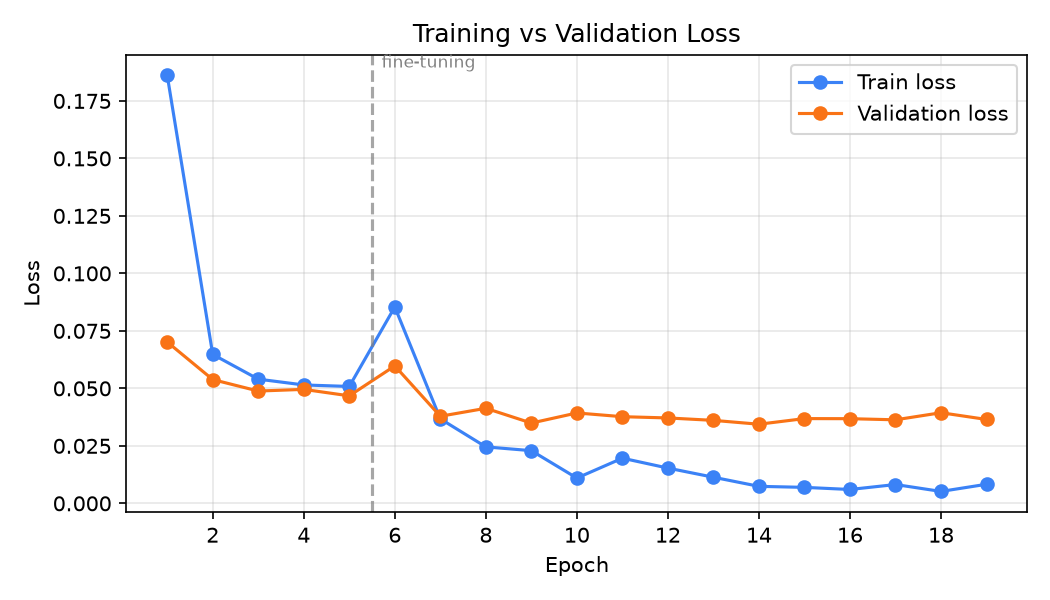 Training vs Validation Loss
fine-tuning
Train loss
Validation loss
0.175
0.150
0.125
0.100
0.075
0.050
0.025
0.000
Loss
2 4 6 8 10 12 14 16 18
Epoch